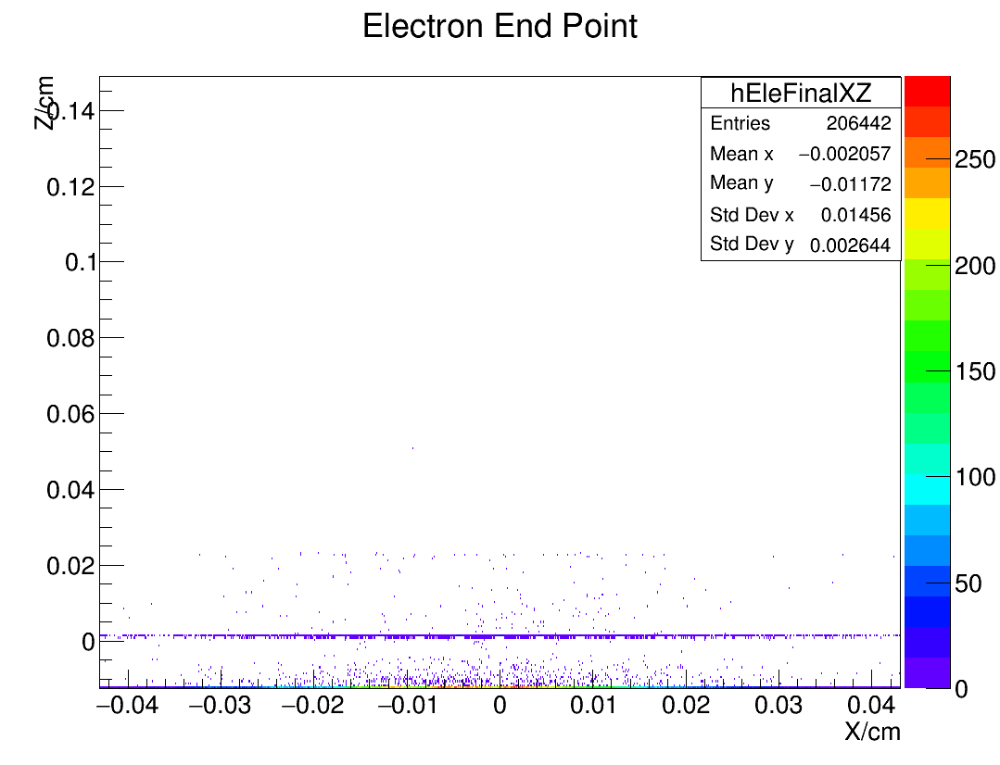 Electron End Point
Z/cm
hEleFinalXZ
Entries 206442
Mean x −0.002057
Mean y −0.01172
Std Dev x 0.01456
Std Dev y 0.002644
0.14
0.12
0.1
0.08
0.06
0.04
0.02
0
250
200
150
100
50
0
−0.04 −0.03 −0.02 −0.01 0 0.01 0.02 0.03 0.04
X/cm